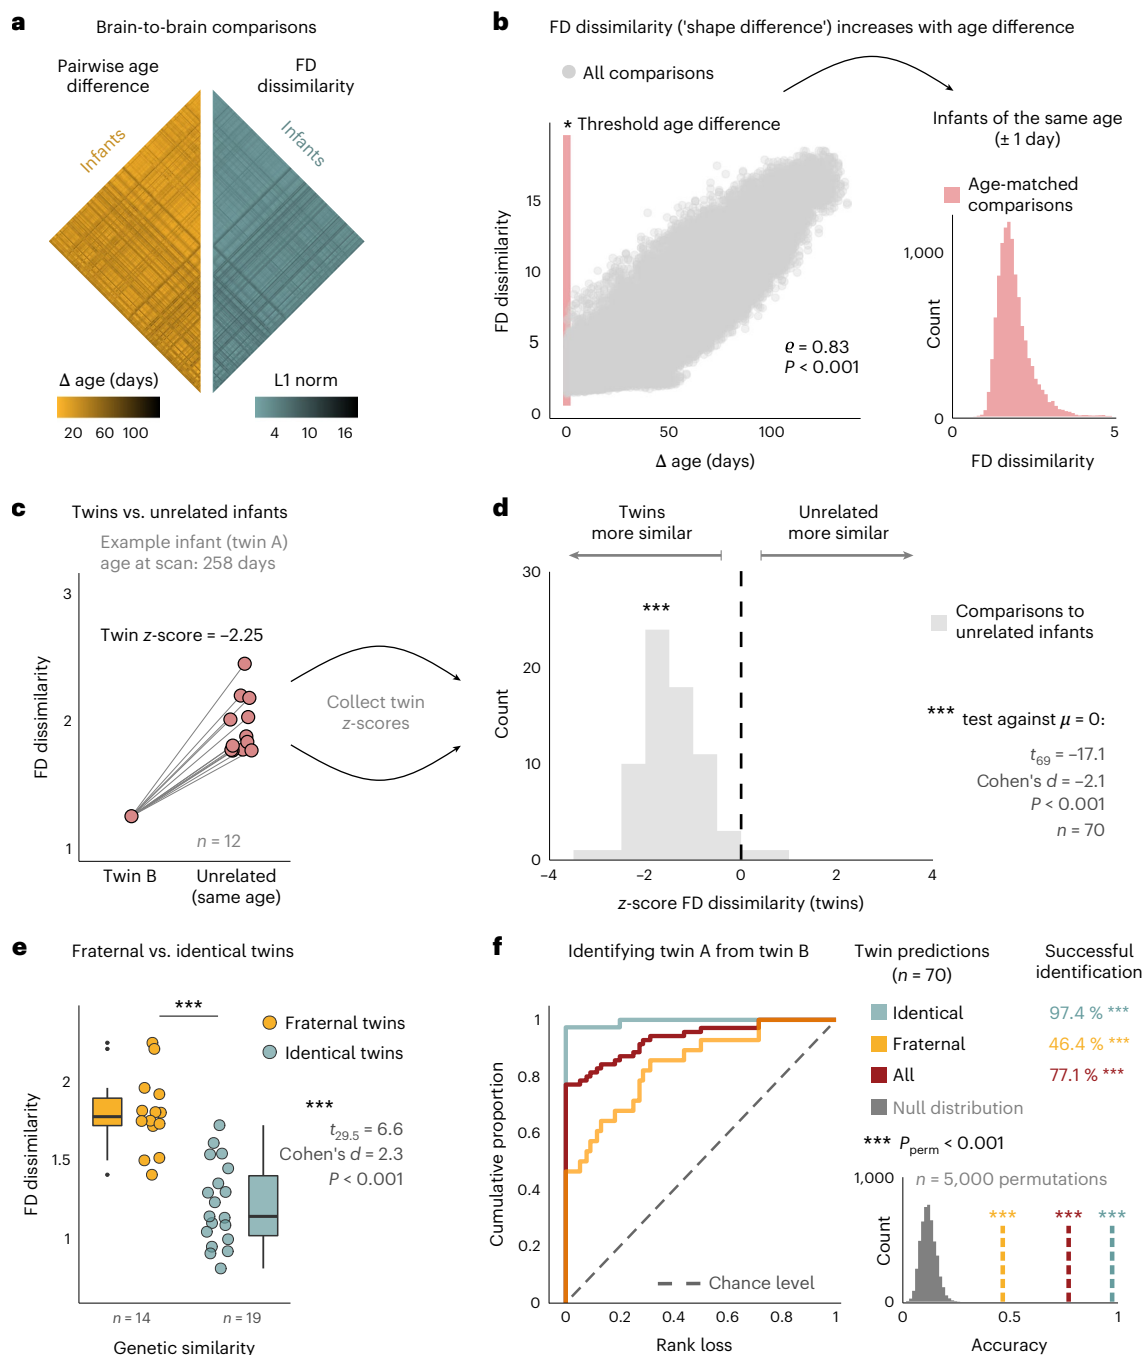 a
Brain-to-brain comparisons
Pairwise age
difference
FD
dissimilarity
Infants
Infants
Δ age (days)
20 60 100
L1 norm
4 10 16
b
FD dissimilarity ('shape difference') increases with age difference
All comparisons
* Threshold age difference
FD dissimilarity
15
10
5
0
0 50 100
Δ age (days)
ϱ = 0.83
P < 0.001
Infants of the same age
(± 1 day)
Age-matched
comparisons
Count
1,000
0
0 5
FD dissimilarity
c
Twins vs. unrelated infants
Example infant (twin A)
age at scan: 258 days
Twin z-score = –2.25
FD dissimilarity
3
2
1
n = 12
Twin B
Unrelated
(same age)
Collect twin
z-scores
d
Twins
more similar
Unrelated
more similar
30
20
10
0
Count
***
–4 –2 0 2 4
z-score FD dissimilarity (twins)
Comparisons to
unrelated infants
*** test against μ = 0:
t69 = –17.1
Cohen's d = –2.1
P < 0.001
n = 70
e
Fraternal vs. identical twins
***
Fraternal twins
Identical twins
FD dissimilarity
2
1.5
1
***
t29.5 = 6.6
Cohen's d = 2.3
P < 0.001
n = 14
n = 19
Genetic similarity
f
Identifying twin A from twin B
Cumulative proportion
1
0.8
0.6
0.4
0.2
0
0 0.2 0.4 0.6 0.8 1
Rank loss
Chance level
Twin predictions
(n = 70)
Successful
identification
Identical 97.4 % ***
Fraternal 46.4 % ***
All 77.1 % ***
Null distribution
*** Pperm < 0.001
n = 5,000 permutations
1,000
Count
0
*** *** ***
0 0.5 1
Accuracy